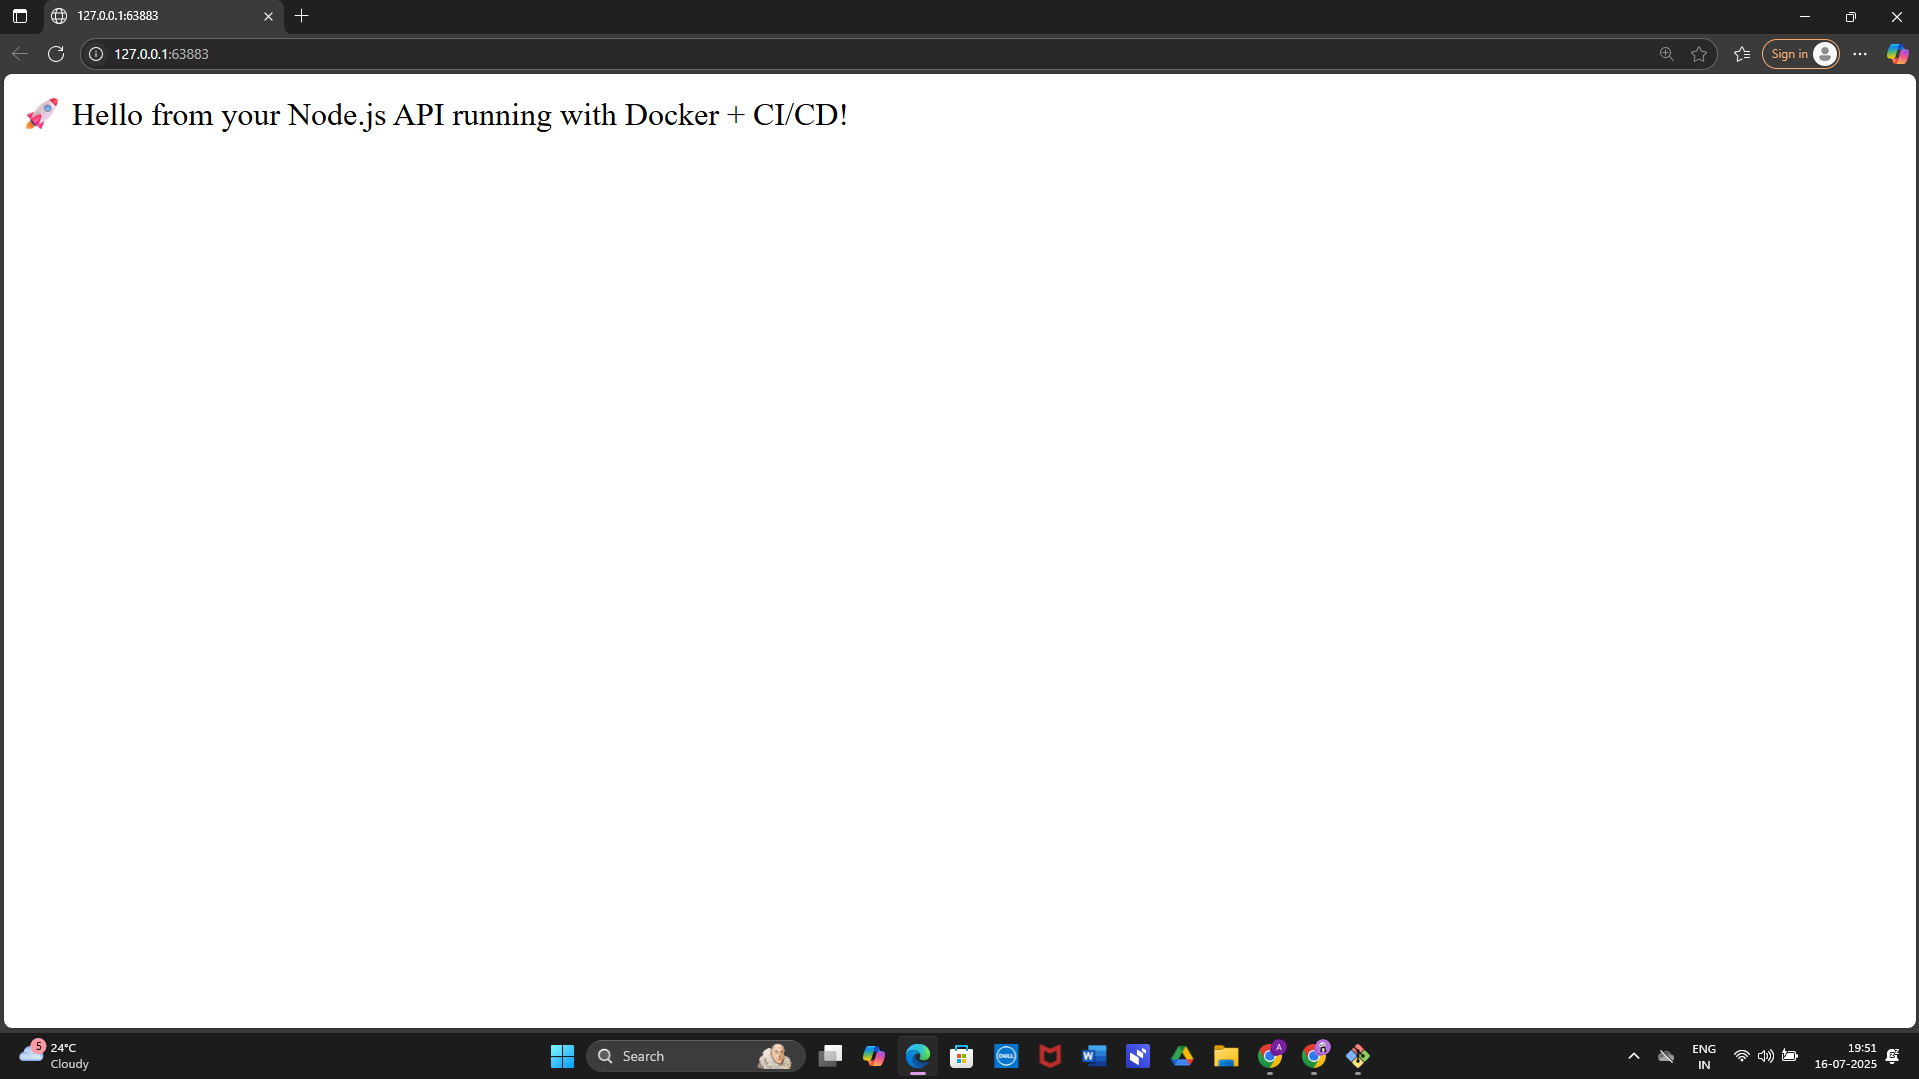 127.0.0.1:63883
127.0.0.1:63883
Sign in
🚀 Hello from your Node.js API running with Docker + CI/CD!
5
24°C
Cloudy
Search
DELL
W
A
ENG
IN
19:51
16-07-2025